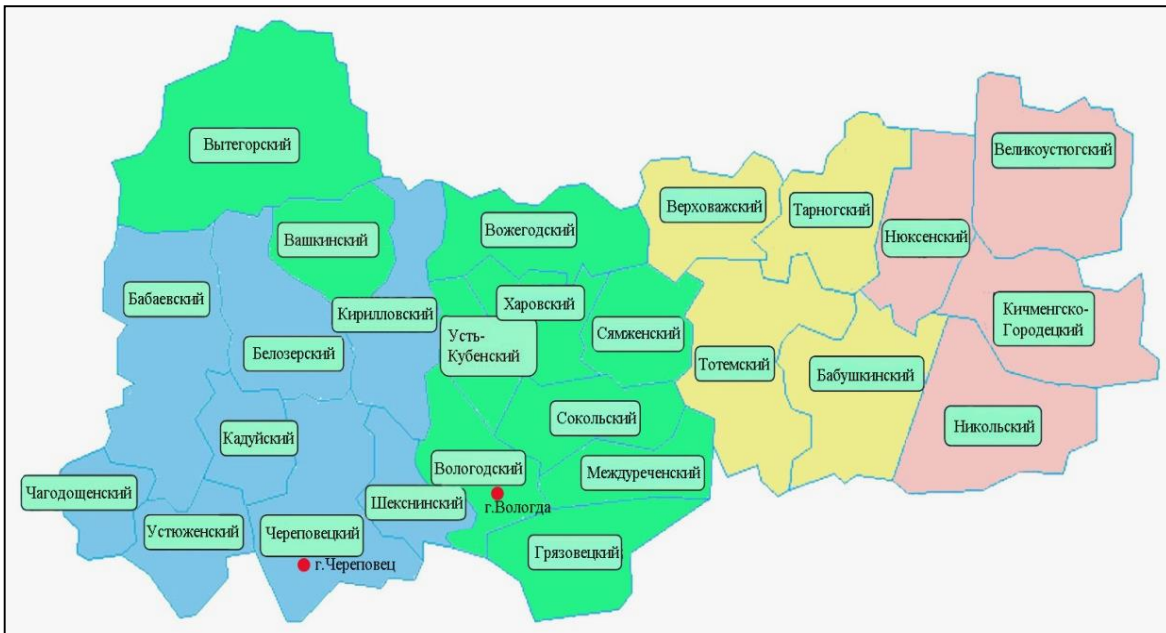 Вытегорский
Великоустюгский
Верховажский
Тарногский
Вашкинский
Вожегодский
Нюксенский
Бабаевский
Кирилловский
Харовский
Кичменгско-
Городецкий
Усть-
Кубенский
Сямженский
Белозерский
Тотемский
Бабушкинский
Сокольский
Никольский
Кадуйский
Вологодский
Междуреченский
Чагодощенский
Шекснинский
г.Вологда
Устюженский
Череповецкий
Грязовецкий
г.Череповец